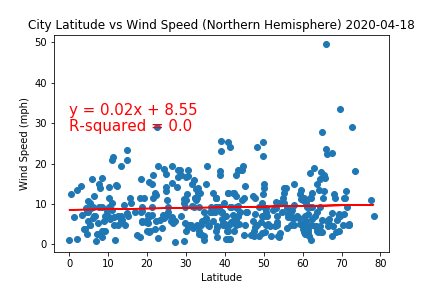 City Latitude vs Wind Speed (Northern Hemisphere) 2020-04-18
50
40
30
20
10
0
Wind Speed (mph)
y = 0.02x + 8.55
R-squared = 0.0
0 10 20 30 40 50 60 70 80
Latitude